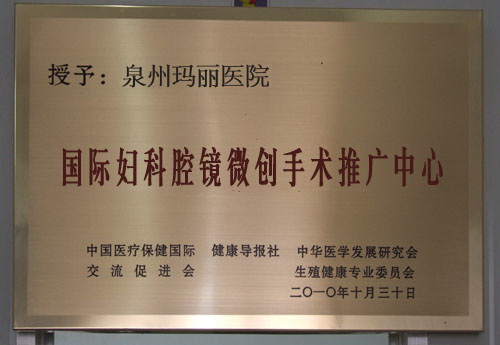 授予：泉州玛丽医院
国际妇科腔镜微创手术推广中心
中国医疗保健国际 健康导报社 中华医学发展研究会
交流促进会 生殖健康专业委员会
二〇一〇年十月三十日